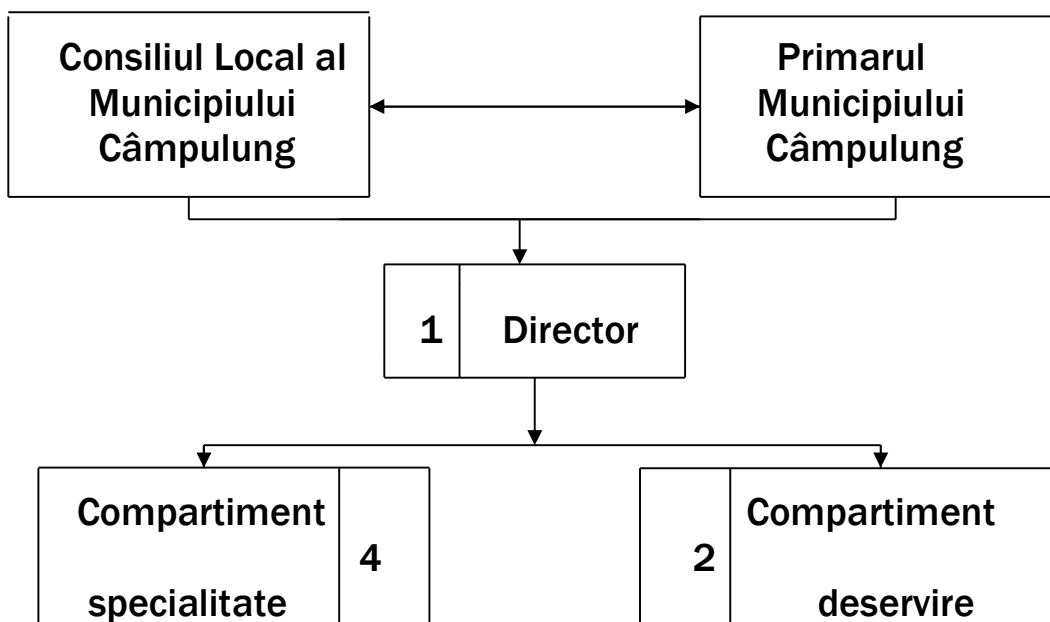 Consiliul Local al
Municipiului
Câmpulung
Primarul
Municipiului
Câmpulung
1
Director
Compartiment
specialitate
4
2
Compartiment
deservire